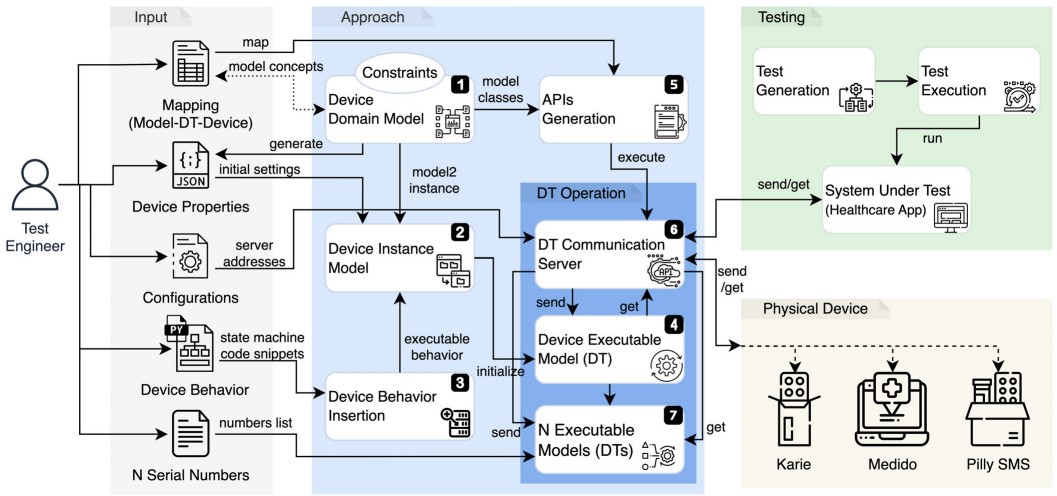 Input
Approach
Testing
map
model concepts
Mapping
(Model-DT-Device)
Constraints
1
Device
Domain Model
model
classes
5
APIs
Generation
Test
Generation
Test
Execution
run
generate
{;}
JSON
initial settings
Device Properties
model2
instance
execute
Test
Engineer
DT Operation
send/get
System Under Test
(Healthcare App)
server
addresses
Configurations
2
Device Instance
Model
6
DT Communication
Server
API
send
/get
send
get
Physical Device
PY
state machine
code snippets
Device Behavior
executable
behavior
initialize
4
Device Executable
Model (DT)
3
Device Behavior
Insertion
numbers list
N Serial Numbers
send
7
N Executable
Models (DTs)
get
Karie
Medido
Pilly SMS